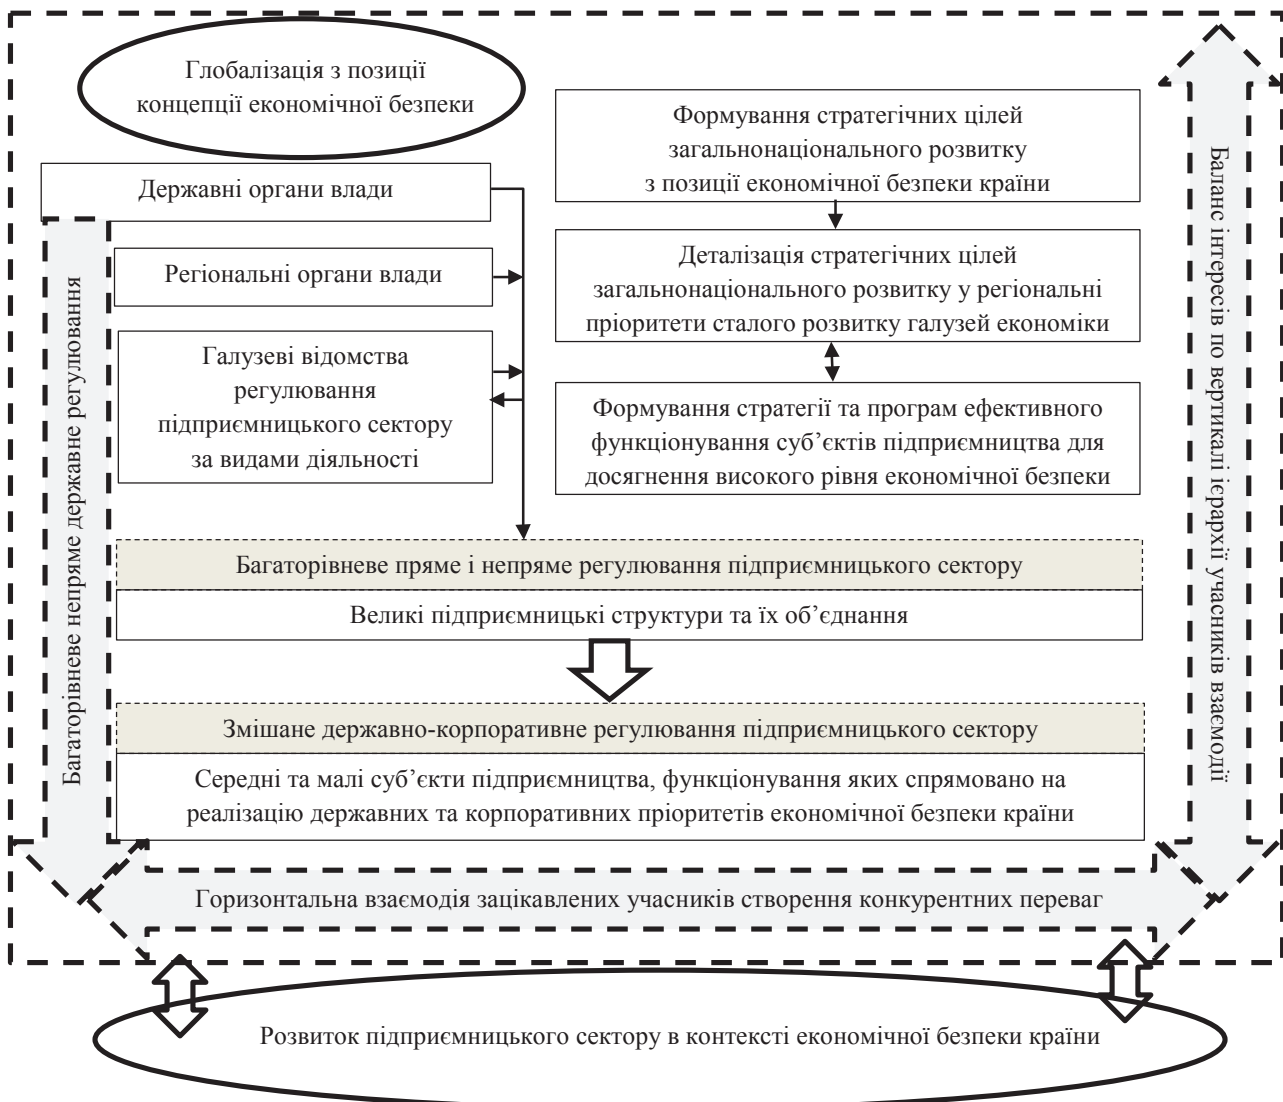 Глобалізація з позиції
концепції економічної безпеки
Формування стратегічних цілей
загальнонаціонального розвитку
з позиції економічної безпеки країни
Державні органи влади
Регіональні органи влади
Деталізація стратегічних цілей
загальнонаціонального розвитку у регіональні
пріоритети сталого розвитку галузей економіки
Галузеві відомства
регулювання
підприємницького сектору
за видами діяльності
Формування стратегії та програм ефективного
функціонування суб’єктів підприємництва для
досягнення високого рівня економічної безпеки
Багаторівневе непряме державне регулювання
Баланс інтересів по вертикалі ієрархії учасників взаємодії
Багаторівневе пряме і непряме регулювання підприємницького сектору
Великі підприємницькі структури та їх об’єднання
Змішане державно-корпоративне регулювання підприємницького сектору
Середні та малі суб’єкти підприємництва, функціонування яких спрямовано на
реалізацію державних та корпоративних пріоритетів економічної безпеки країни
Горизонтальна взаємодія зацікавлених учасників створення конкурентних переваг
Розвиток підприємницького сектору в контексті економічної безпеки країни